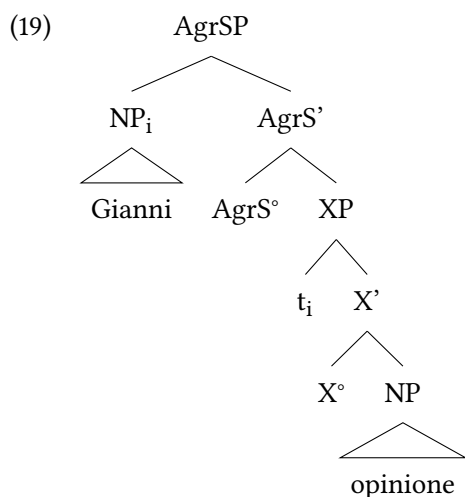 (19) AgrSP
NPᵢ AgrS’
Gianni AgrS° XP
tᵢ X’
X° NP
opinione